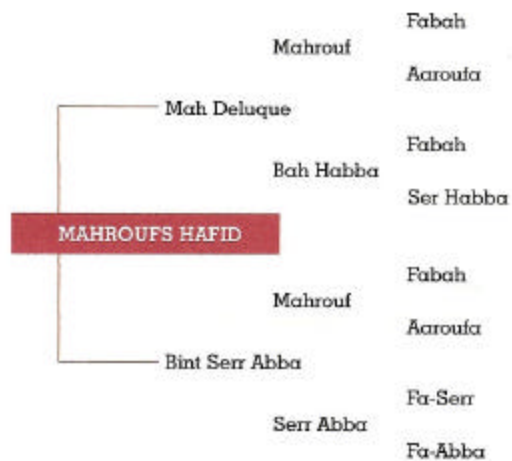 Fabah
Mahrouf
Aaroufa
Mah Deluque
Fabah
Bah Habba
Ser Habba
MAHROUFS HAFID
Fabah
Mahrouf
Aaroufa
Bint Serr Abba
Fa-Serr
Serr Abba
Fa-Abba